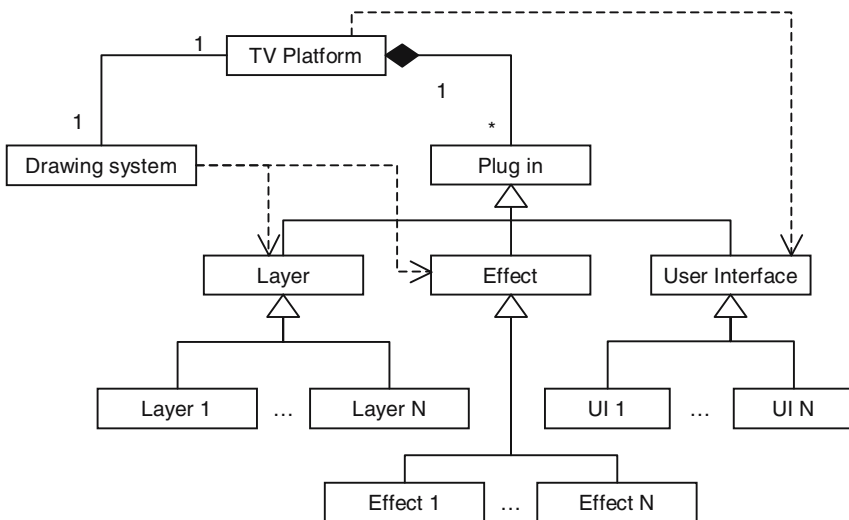 1
TV Platform
1
1
*
Drawing system
Plug in
Layer
Effect
User Interface
Layer 1
...
Layer N
UI 1
...
UI N
Effect 1
...
Effect N